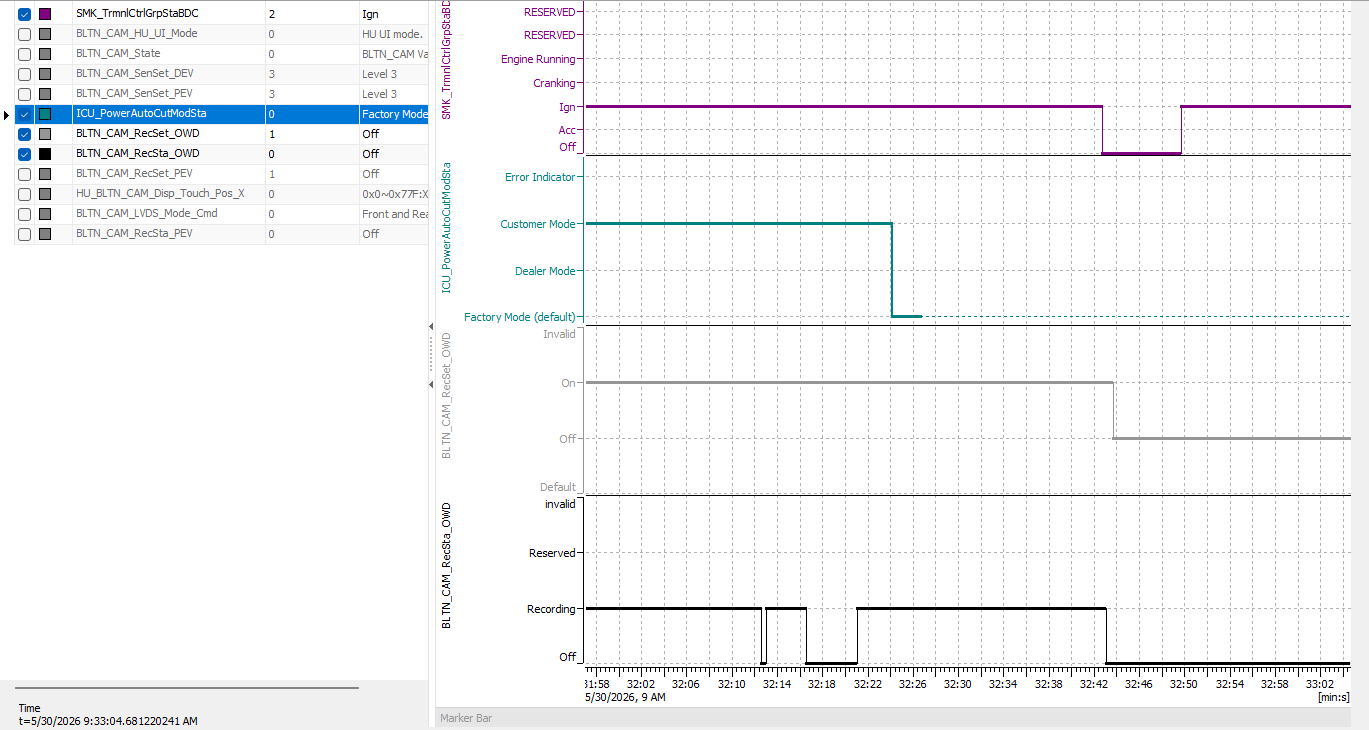 SMK_TrmnlCtrlGrpStaBDC 2 Ign
BLTN_CAM_HU_UI_Mode 0 HU UI mode.
BLTN_CAM_State 0 BLTN_CAM Va
BLTN_CAM_SenSet_DEV 3 Level 3
BLTN_CAM_SenSet_PEV 3 Level 3
ICU_PowerAutoCutModSta 0 Factory Mode
BLTN_CAM_RecSet_OWD 1 Off
BLTN_CAM_RecSta_OWD 0 Off
BLTN_CAM_RecSet_PEV 1 Off
HU_BLTN_CAM_Disp_Touch_Pos_X 0 0x0~0x77F:X
BLTN_CAM_LVDS_Mode_Cmd 0 Front and Rea
BLTN_CAM_RecSta_PEV 0 Off
Time
t=5/30/2026 9:33:04.681220241 AM
SMK_TrmnlCtrlGrpStaBD
RESERVED
RESERVED
Engine Running
Cranking
Ign
Acc
Off
ICU_PowerAutoCutModSta
Error Indicator
Customer Mode
Dealer Mode
Factory Mode (default)
BLTN_CAM_RecSet_OWD
Invalid
On
Off
Default
BLTN_CAM_RecSta_OWD
invalid
Reserved
Recording
Off
31:58 32:02 32:06 32:10 32:14 32:18 32:22 32:26 32:30 32:34 32:38 32:42 32:46 32:50 32:54 32:58 33:02
5/30/2026, 9 AM [min:s]
Marker Bar